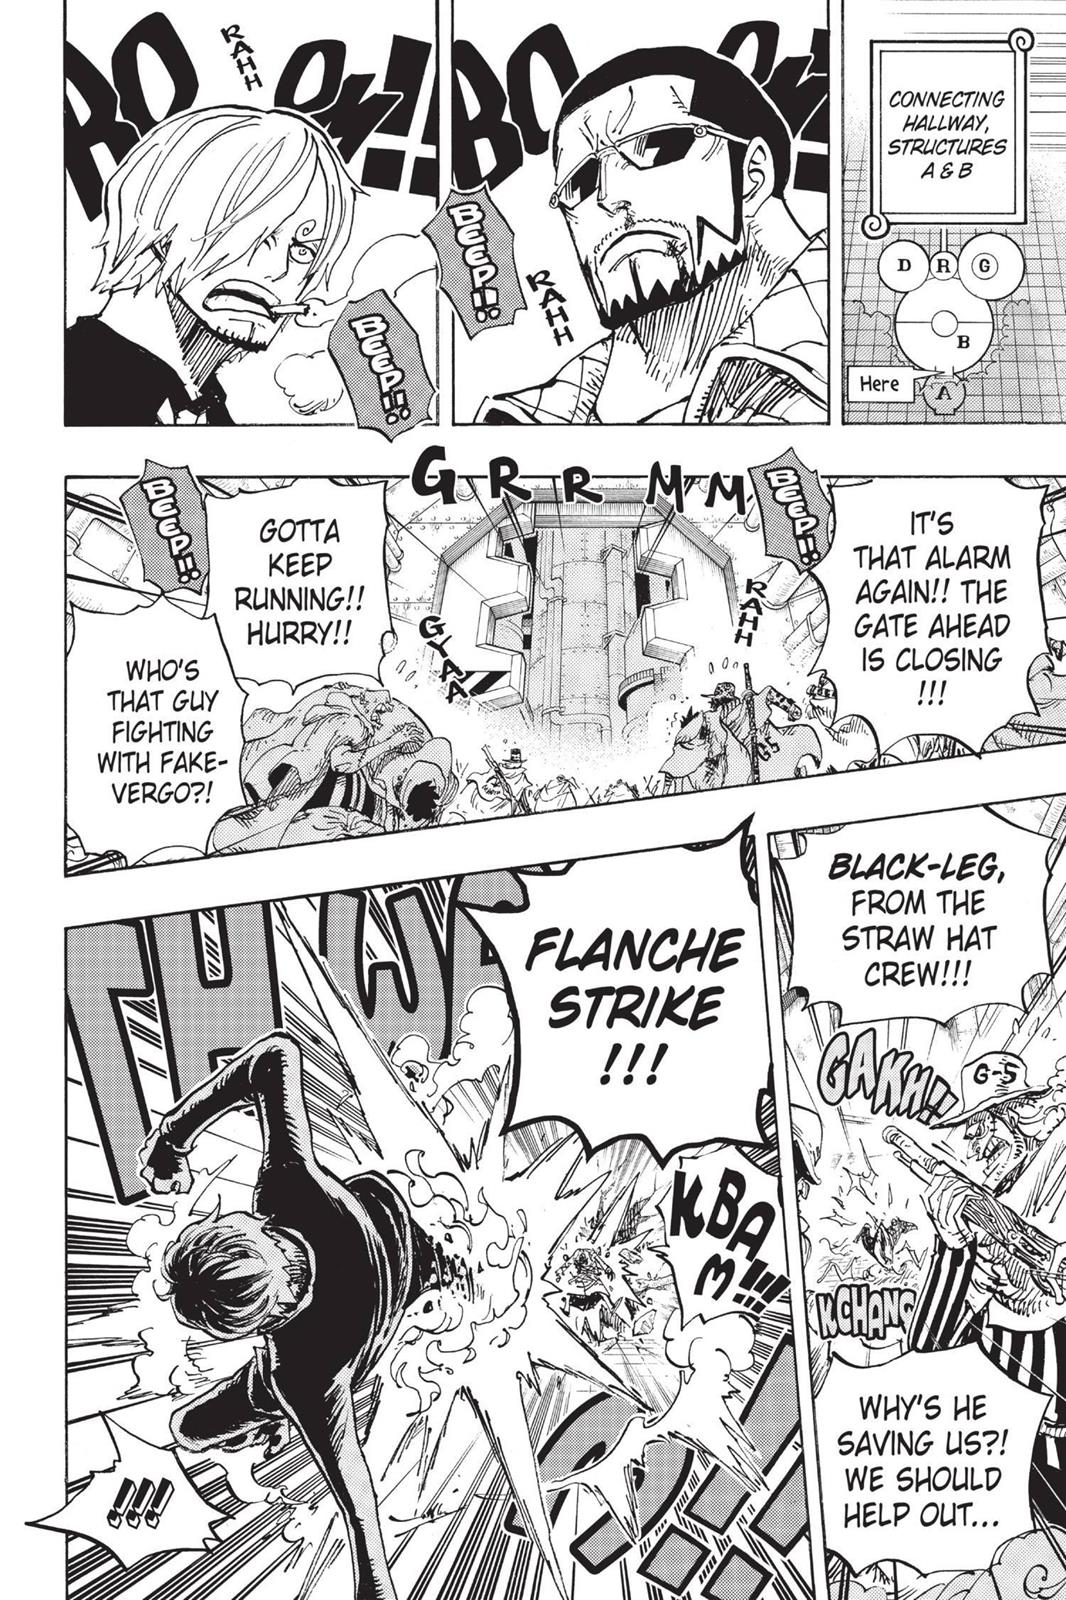 CONNECTING
HALLWAY,
STRUCTURES
A & B
D
R
G
B
Here
A
BOOM!!
BEEP!!
RAHH
BOOM!!
RAHH
BEEP!!
IT'S
THAT ALARM
AGAIN!! THE
GATE AHEAD
IS CLOSING
!!!
BEEP!!
GRRMM
RAHH
GYAA
G-5
GOTTA
KEEP
RUNNING!!
HURRY!!
BEEP!!
WHO'S
THAT GUY
FIGHTING
WITH FAKE-
VERGO?!
BLACK-LEG,
FROM THE
STRAW HAT
CREW!!!
GAKH!!
G-5
KCHANG
WHY'S HE
SAVING US?!
WE SHOULD
HELP OUT...
FLANCHE
STRIKE
!!!
KBAM!!!
!!!